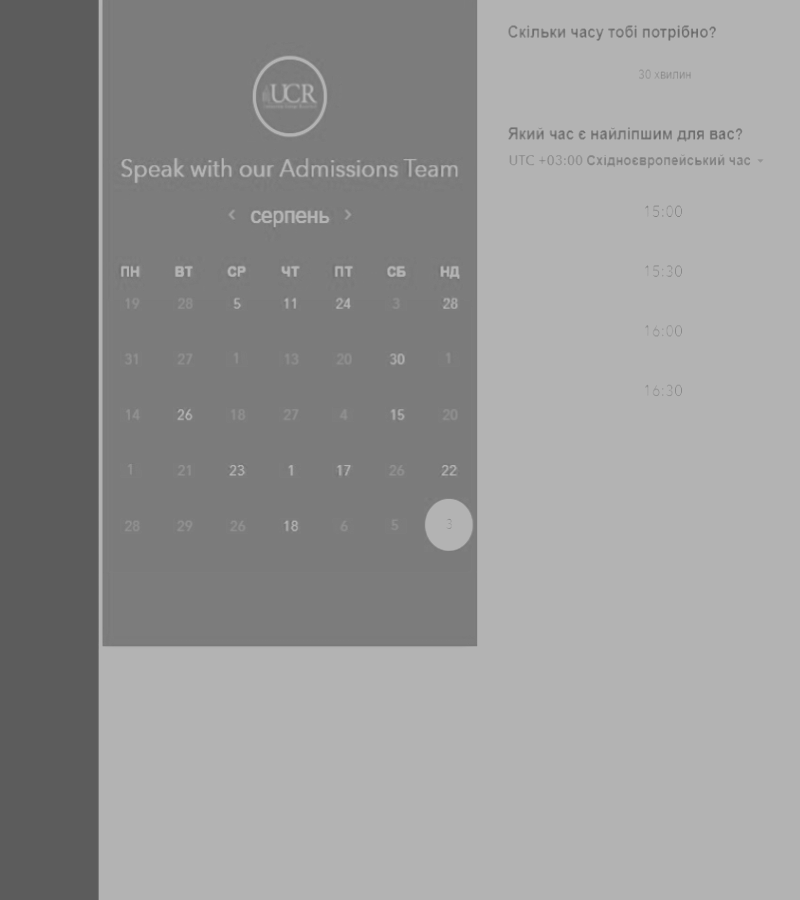 UCR
Speak with our Admissions Team
‹ серпень ›
ПН ВТ СР ЧТ ПТ СБ НД
19 28 5 11 24 3 28
31 27 1 13 20 30 1
14 26 18 27 4 15 20
1 21 23 1 17 26 22
28 29 26 18 6 5 3
Скільки часу тобі потрібно?
30 хвилин
Який час є найліпшим для вас?
UTC +03:00 Східноєвропейський час
15:00
15:30
16:00
16:30